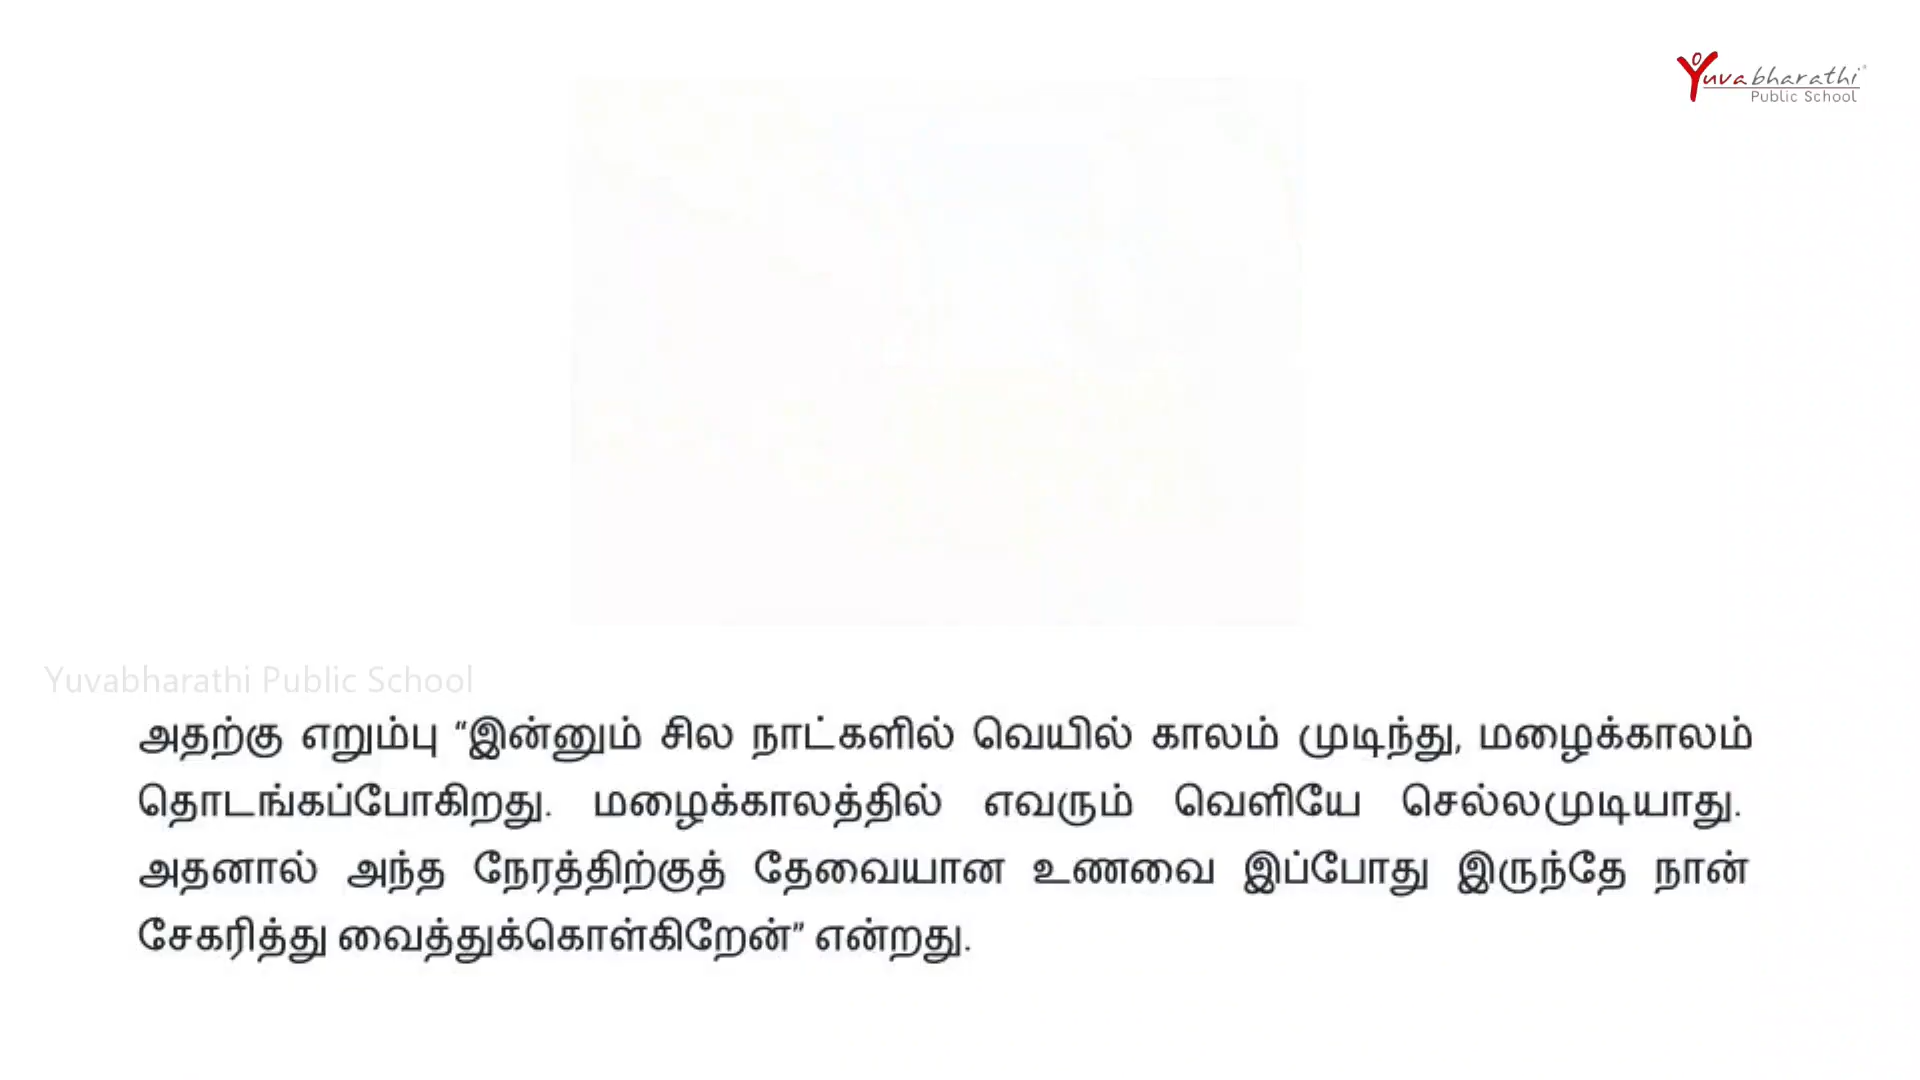 Yuvabharathi
Public School
Yuvabharathi Public School
அதற்கு எறும்பு “இன்னும் சில நாட்களில் வெயில் காலம் முடிந்து, மழைக்காலம்
தொடங்கப்போகிறது. மழைக்காலத்தில் எவரும் வெளியே செல்லமுடியாது.
அதனால் அந்த நேரத்திற்குத் தேவையான உணவை இப்போது இருந்தே நான்
சேகரித்து வைத்துக்கொள்கிறேன்” என்றது.